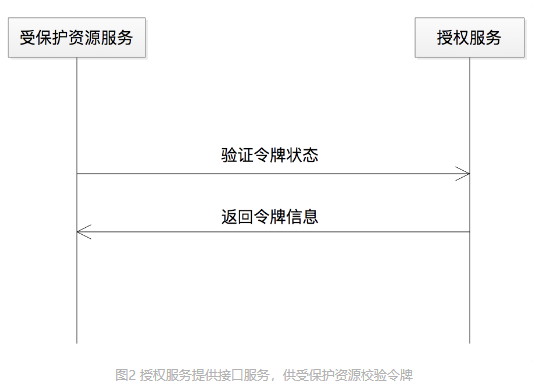 受保护资源服务
授权服务
验证令牌状态
返回令牌信息
图2 授权服务提供接口服务，供受保护资源校验令牌